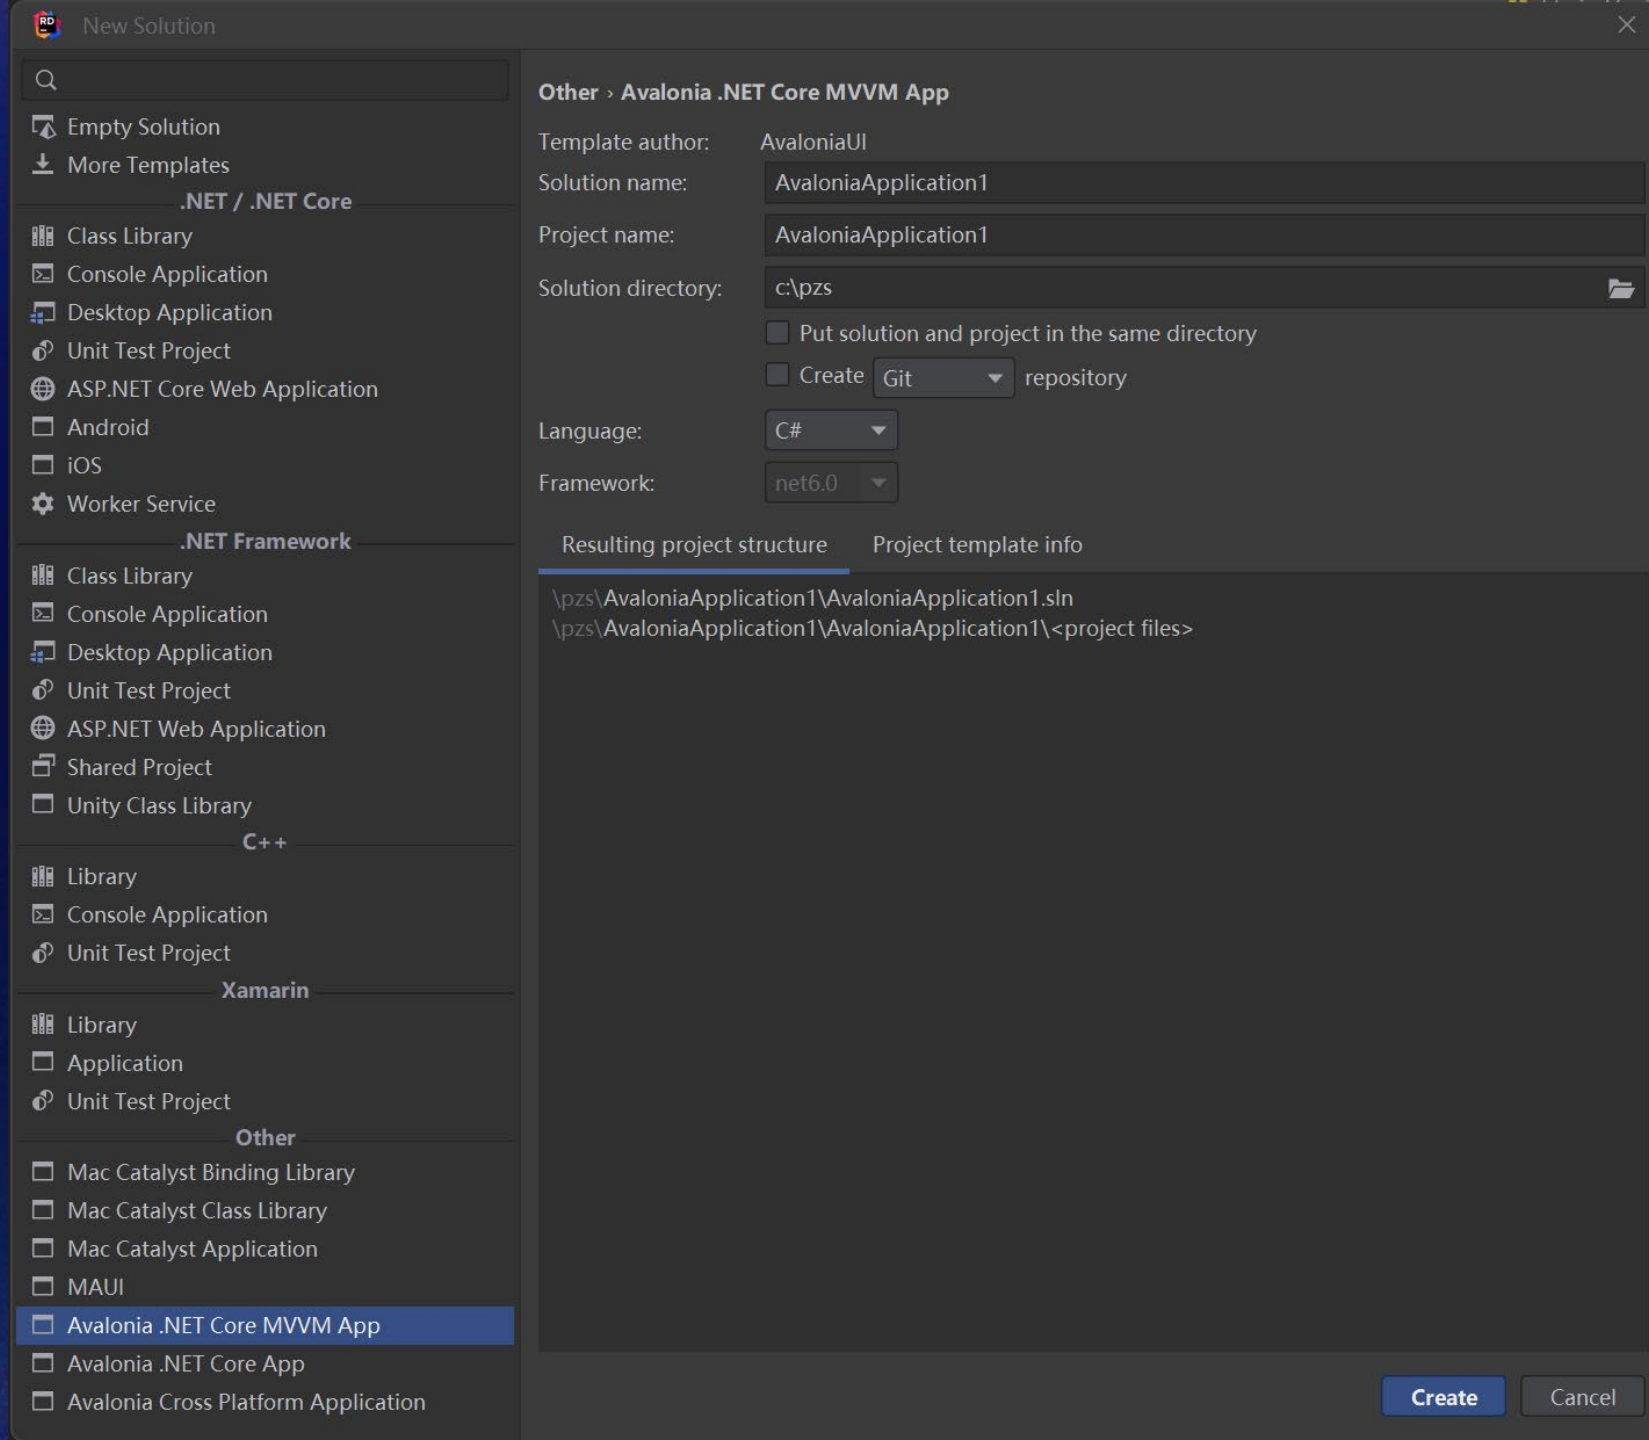 RD
New Solution
Empty Solution
More Templates
.NET / .NET Core
Class Library
Console Application
Desktop Application
Unit Test Project
ASP.NET Core Web Application
Android
iOS
Worker Service
.NET Framework
Class Library
Console Application
Desktop Application
Unit Test Project
ASP.NET Web Application
Shared Project
Unity Class Library
C++
Library
Console Application
Unit Test Project
Xamarin
Library
Application
Unit Test Project
Other
Mac Catalyst Binding Library
Mac Catalyst Class Library
Mac Catalyst Application
MAUI
Avalonia .NET Core MVVM App
Avalonia .NET Core App
Avalonia Cross Platform Application
Other › Avalonia .NET Core MVVM App
Template author: AvaloniaUI
Solution name: AvaloniaApplication1
Project name: AvaloniaApplication1
Solution directory: c:\pzs
Put solution and project in the same directory
Create Git repository
Language: C#
Framework: net6.0
Resulting project structure Project template info
\pzs\AvaloniaApplication1\AvaloniaApplication1.sln
\pzs\AvaloniaApplication1\AvaloniaApplication1\<project files>
Create Cancel